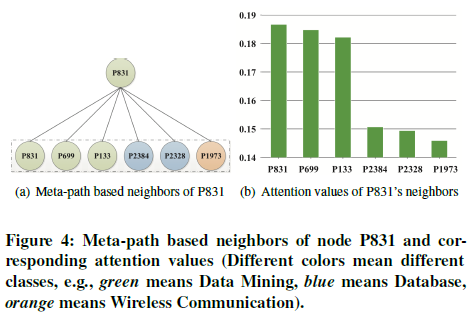 P831
P831 P699 P133 P2384 P2328 P1973
(a) Meta-path based neighbors of P831
0.19
0.18
0.17
0.16
0.15
0.14
P831 P699 P133 P2384 P2328 P1973
(b) Attention values of P831's neighbors
Figure 4: Meta-path based neighbors of node P831 and cor-
responding attention values (Different colors mean different
classes, e.g., green means Data Mining, blue means Database,
orange means Wireless Communication).